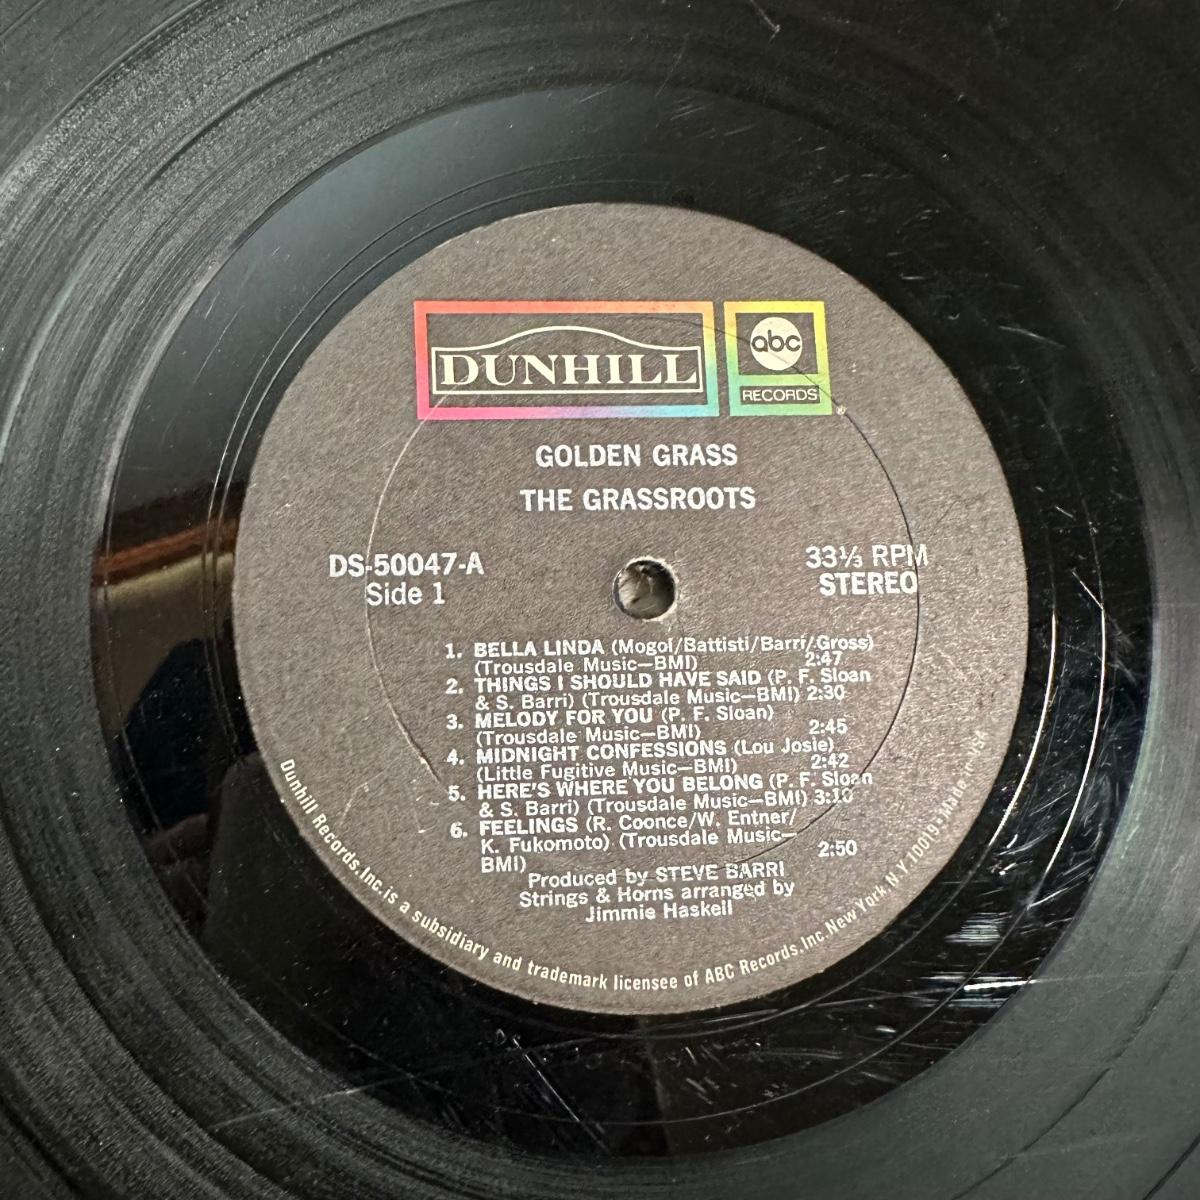 DUNHILL
abc
RECORDS
®
GOLDEN GRASS
THE GRASSROOTS
DS-50047-A
Side 1
33⅓ RPM
STEREO
1. BELLA LINDA (Mogol/Battisti/Barri/Gross)
(Trousdale Music—BMI) 2:47
2. THINGS I SHOULD HAVE SAID (P. F. Sloan
& S. Barri) (Trousdale Music—BMI) 2:30
3. MELODY FOR YOU (P. F. Sloan)
(Trousdale Music—BMI) 2:45
4. MIDNIGHT CONFESSIONS (Lou Josie)
(Little Fugitive Music—BMI) 2:42
5. HERE'S WHERE YOU BELONG (P. F. Sloan
& S. Barri) (Trousdale Music—BMI) 3:10
6. FEELINGS (R. Coonce/W. Entner/
K. Fukomoto) (Trousdale Music—
BMI) 2:50
Produced by STEVE BARRI
Strings & Horns arranged by
Jimmie Haskell
Dunhill Records, Inc. is a subsidiary and trademark licensee of ABC Records, Inc. New York N.Y. 10019 • Made in USA